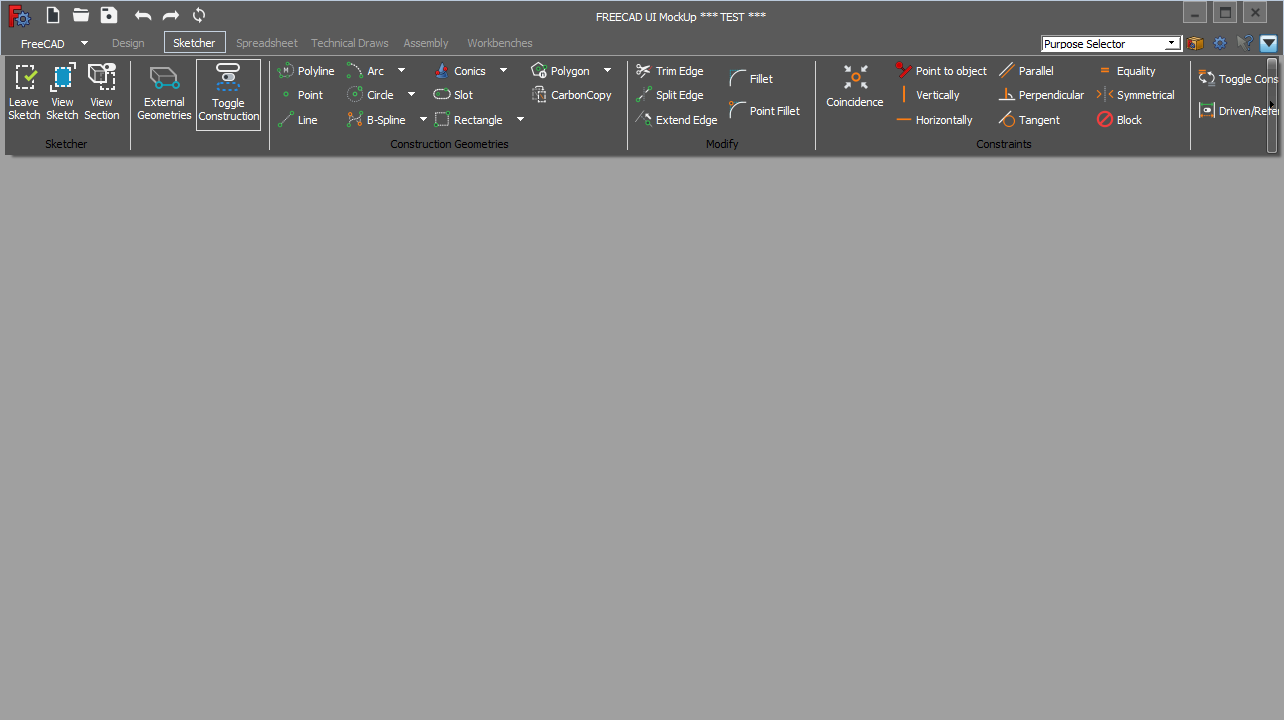 FREECAD UI MockUp *** TEST ***
FreeCAD Design Sketcher Spreadsheet Technical Draws Assembly Workbenches Purpose Selector
Leave Sketch
View Sketch
View Section
Sketcher
External Geometries
Toggle Construction
Polyline Arc Conics Polygon
Point Circle Slot CarbonCopy
Line B-Spline Rectangle
Construction Geometries
Trim Edge
Split Edge
Extend Edge
Fillet
Point Fillet
Modify
Coincidence
Point to object Parallel Equality
Vertically Perpendicular Symmetrical
Horizontally Tangent Block
Constraints
Toggle Cons
Driven/Refer